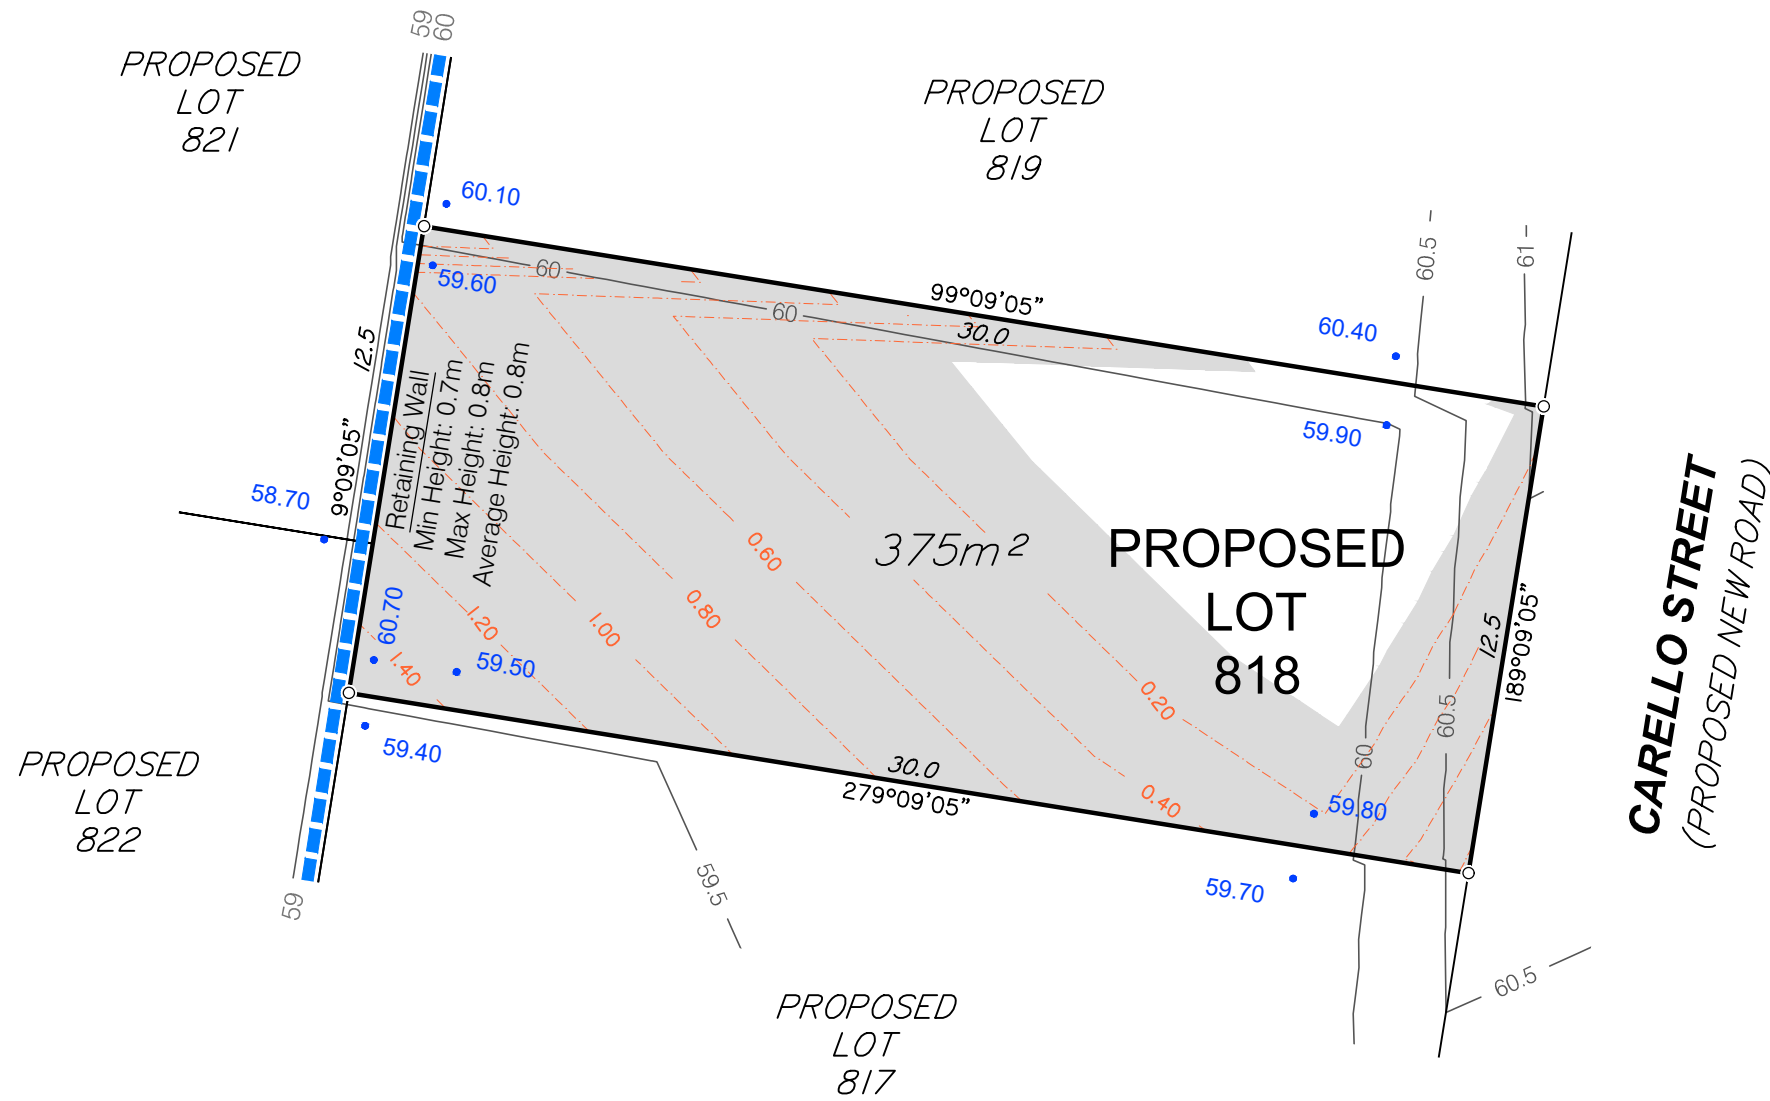 59
60
PROPOSED
LOT
821
PROPOSED
LOT
819
60.10
60
59.60
60
99°09'05"
30.0
60.40
60.5
61
12.5
9°09'05"
58.70
Retaining Wall
Min Height: 0.7m
Max Height: 0.8m
Average Height: 0.8m
59.90
375m²
PROPOSED
LOT
818
0.60
0.80
1.00
1.20
1.40
0.20
0.40
60.70
59.50
59.40
12.5
189°09'05"
CARELLO STREET
(PROPOSED NEW ROAD)
60
60.5
59.80
30.0
279°09'05"
59.70
PROPOSED
LOT
822
59
59.5
60.5
PROPOSED
LOT
817